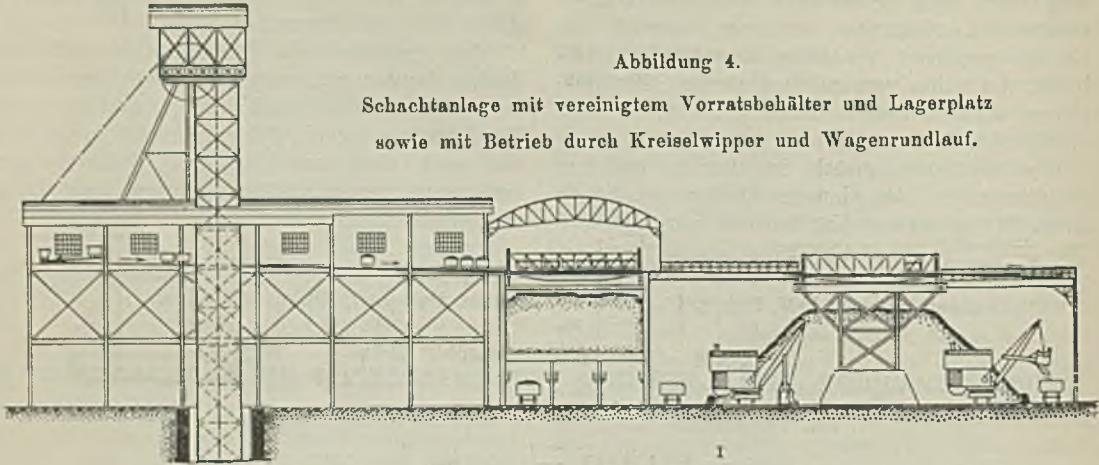 Abbildung 4.
Schachtanlage mit vereinigtem Vorratsbehälter und Lagerplatz
sowie mit Betrieb durch Kreiselwipper und Wagenrundlauf.
I